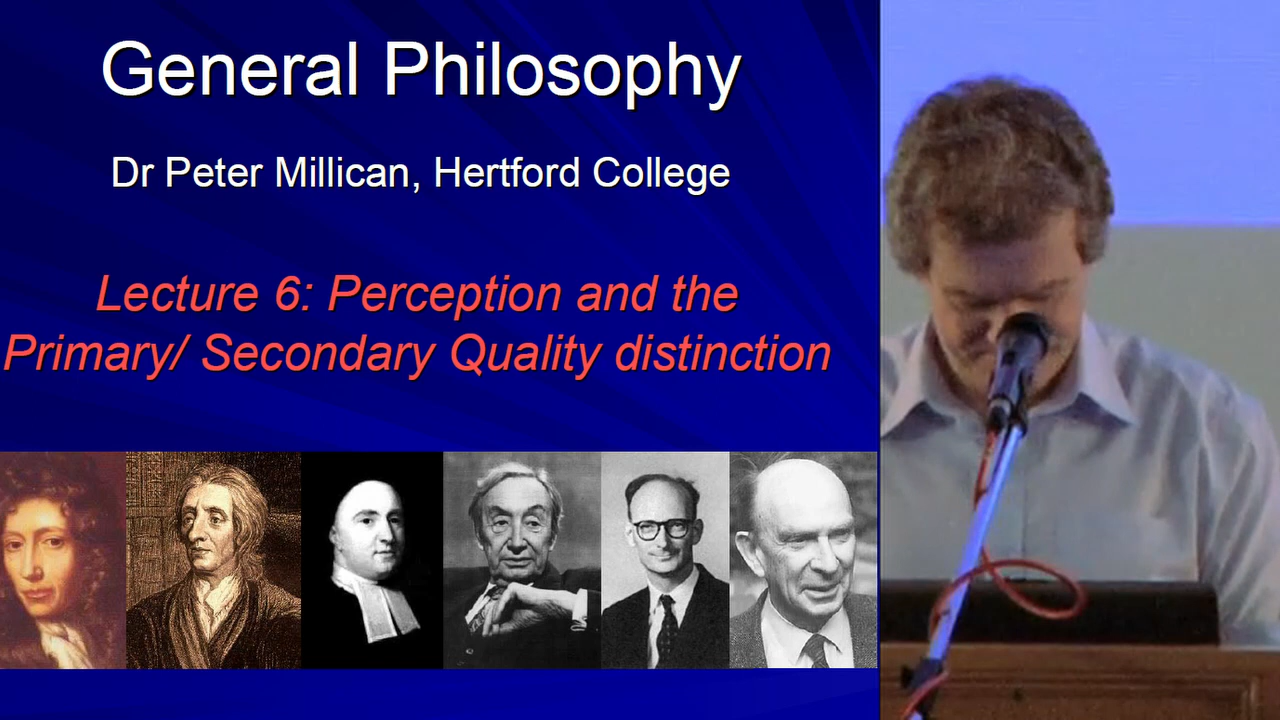 General Philosophy
Dr Peter Millican, Hertford College
Lecture 6: Perception and the
Primary/ Secondary Quality distinction